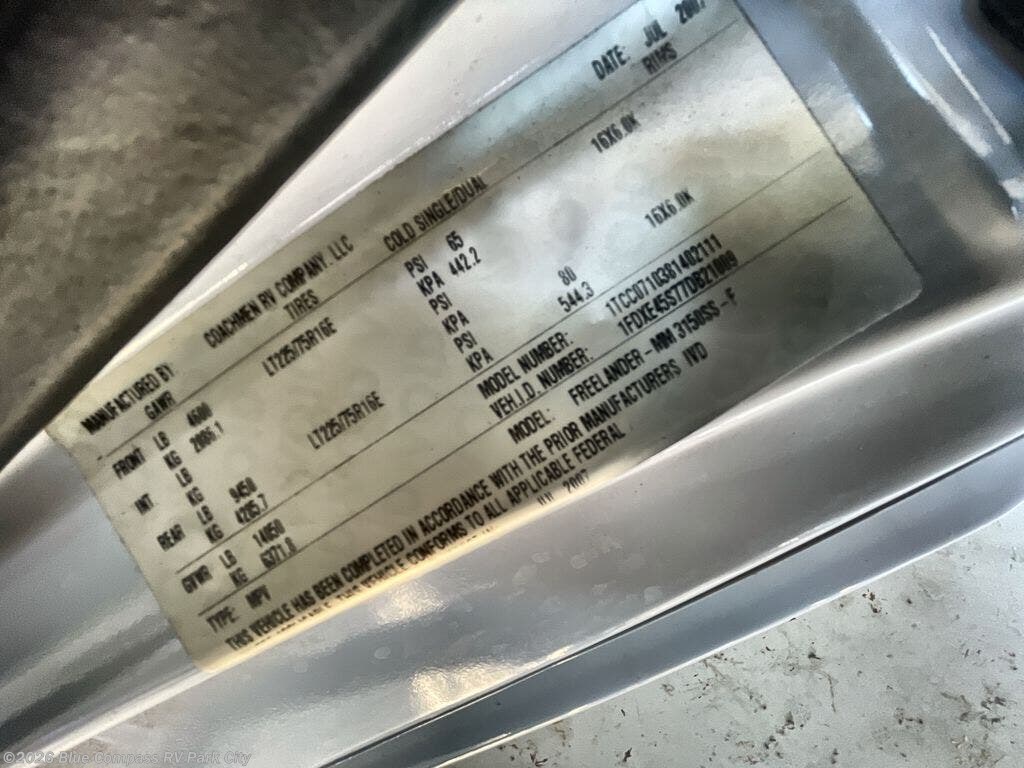 MANUFACTURED BY COACHMEN RV COMPANY, LLC DATE: JUL 2007
GAWR TIRES COLD SINGLE/DUAL RIMS
FRONT LB 4600 LT225/75R16E PSI 65 16X6.0K
KG 2086.1 KPA 442.2
INT LB PSI
KG KPA
REAR LB 9450 LT225/75R16E PSI 80 16X6.0K
KG 4285.7 KPA 544.3
GVWR LB 14050 MODEL NUMBER: 1TCC0710381402111
KG 6371.8 VEH.I.D. NUMBER: 1FDXE45S77DB21009
TYPE: MPV MODEL: FREELANDER-MM 3150SS-F
THIS VEHICLE HAS BEEN COMPLETED IN ACCORDANCE WITH THE PRIOR MANUFACTURERS IVD
THIS VEHICLE CONFORMS TO ALL APPLICABLE FEDERAL
2007
©2026 Blue Compass RV Park City